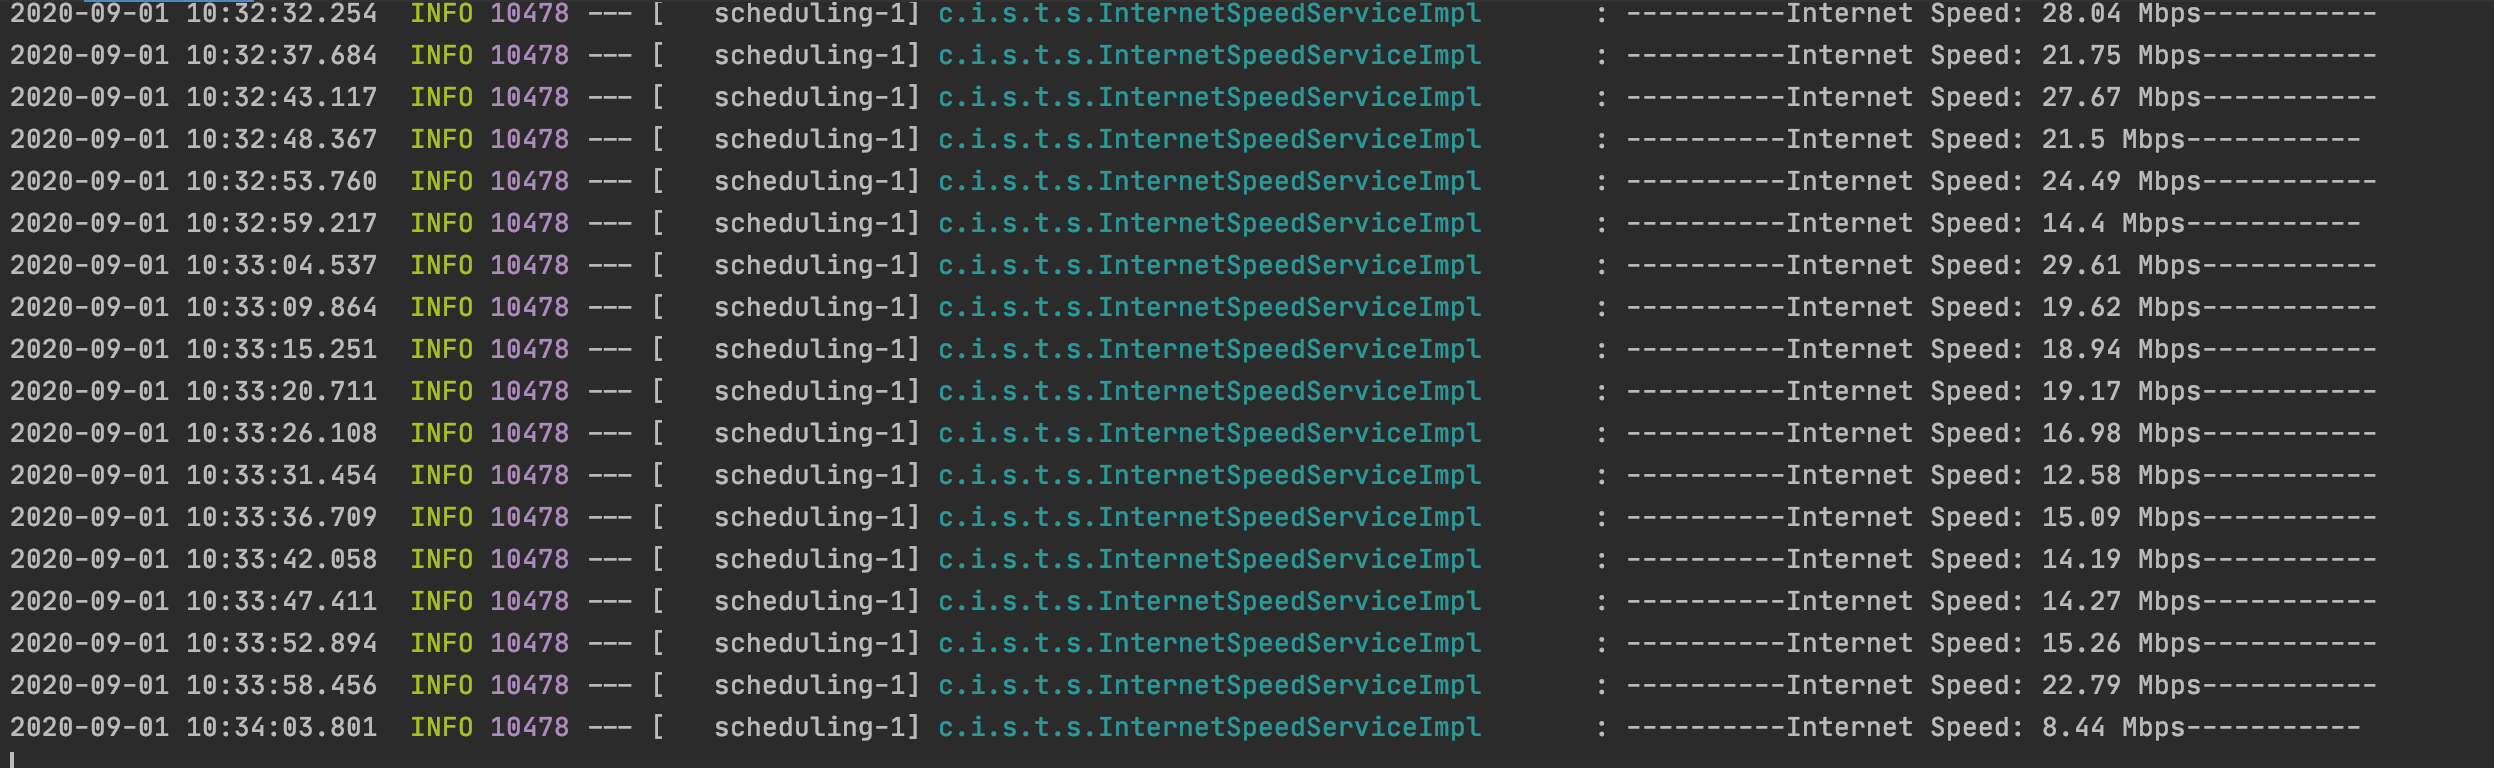 2020-09-01 10:32:32.254  INFO 10478 --- [   scheduling-1] c.i.s.t.s.InternetSpeedServiceImpl       : ----------Internet Speed: 28.04 Mbps-----------
2020-09-01 10:32:37.684  INFO 10478 --- [   scheduling-1] c.i.s.t.s.InternetSpeedServiceImpl       : ----------Internet Speed: 21.75 Mbps-----------
2020-09-01 10:32:43.117  INFO 10478 --- [   scheduling-1] c.i.s.t.s.InternetSpeedServiceImpl       : ----------Internet Speed: 27.67 Mbps-----------
2020-09-01 10:32:48.367  INFO 10478 --- [   scheduling-1] c.i.s.t.s.InternetSpeedServiceImpl       : ----------Internet Speed: 21.5 Mbps-----------
2020-09-01 10:32:53.760  INFO 10478 --- [   scheduling-1] c.i.s.t.s.InternetSpeedServiceImpl       : ----------Internet Speed: 24.49 Mbps-----------
2020-09-01 10:32:59.217  INFO 10478 --- [   scheduling-1] c.i.s.t.s.InternetSpeedServiceImpl       : ----------Internet Speed: 14.4 Mbps-----------
2020-09-01 10:33:04.537  INFO 10478 --- [   scheduling-1] c.i.s.t.s.InternetSpeedServiceImpl       : ----------Internet Speed: 29.61 Mbps-----------
2020-09-01 10:33:09.864  INFO 10478 --- [   scheduling-1] c.i.s.t.s.InternetSpeedServiceImpl       : ----------Internet Speed: 19.62 Mbps-----------
2020-09-01 10:33:15.251  INFO 10478 --- [   scheduling-1] c.i.s.t.s.InternetSpeedServiceImpl       : ----------Internet Speed: 18.94 Mbps-----------
2020-09-01 10:33:20.711  INFO 10478 --- [   scheduling-1] c.i.s.t.s.InternetSpeedServiceImpl       : ----------Internet Speed: 19.17 Mbps-----------
2020-09-01 10:33:26.108  INFO 10478 --- [   scheduling-1] c.i.s.t.s.InternetSpeedServiceImpl       : ----------Internet Speed: 16.98 Mbps-----------
2020-09-01 10:33:31.454  INFO 10478 --- [   scheduling-1] c.i.s.t.s.InternetSpeedServiceImpl       : ----------Internet Speed: 12.58 Mbps-----------
2020-09-01 10:33:36.709  INFO 10478 --- [   scheduling-1] c.i.s.t.s.InternetSpeedServiceImpl       : ----------Internet Speed: 15.09 Mbps-----------
2020-09-01 10:33:42.058  INFO 10478 --- [   scheduling-1] c.i.s.t.s.InternetSpeedServiceImpl       : ----------Internet Speed: 14.19 Mbps-----------
2020-09-01 10:33:47.411  INFO 10478 --- [   scheduling-1] c.i.s.t.s.InternetSpeedServiceImpl       : ----------Internet Speed: 14.27 Mbps-----------
2020-09-01 10:33:52.894  INFO 10478 --- [   scheduling-1] c.i.s.t.s.InternetSpeedServiceImpl       : ----------Internet Speed: 15.26 Mbps-----------
2020-09-01 10:33:58.456  INFO 10478 --- [   scheduling-1] c.i.s.t.s.InternetSpeedServiceImpl       : ----------Internet Speed: 22.79 Mbps-----------
2020-09-01 10:34:03.801  INFO 10478 --- [   scheduling-1] c.i.s.t.s.InternetSpeedServiceImpl       : ----------Internet Speed: 8.44 Mbps-----------